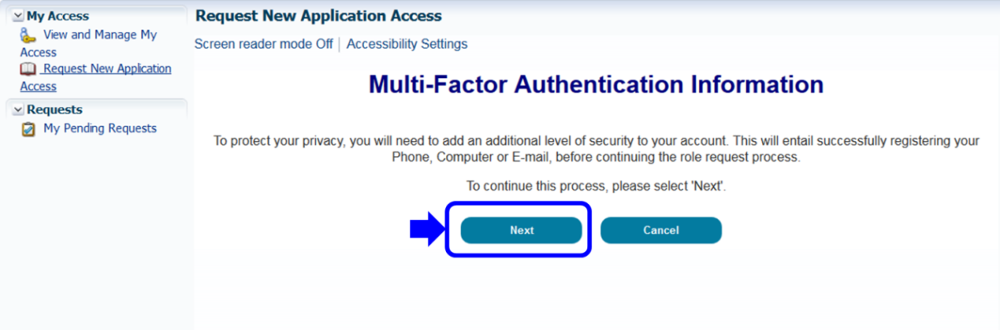 My Access
View and Manage My
Access
Request New Application
Access
Requests
My Pending Requests
Request New Application Access
Screen reader mode Off | Accessibility Settings
Multi-Factor Authentication Information
To protect your privacy, you will need to add an additional level of security to your account. This will entail successfully registering your
Phone, Computer or E-mail, before continuing the role request process.
To continue this process, please select 'Next'.
Next
Cancel